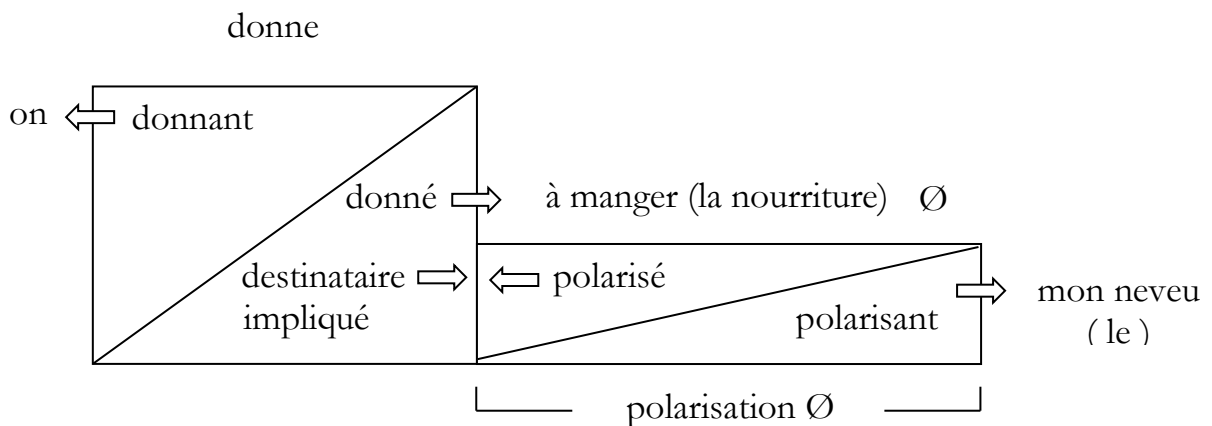 donne
on
donnant
donné
à manger (la nourriture) Ø
destinataire
impliqué
polarisé
polarisant
mon neveu
( le )
polarisation Ø